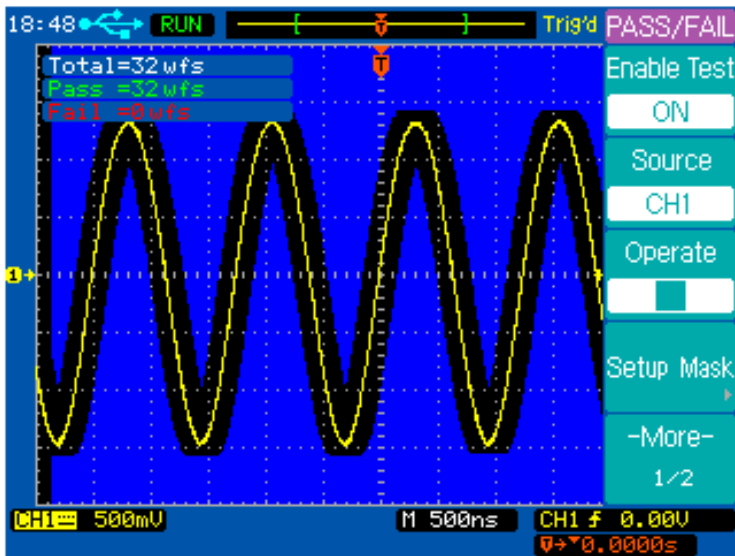 18:48 RUN Trig'd PASS/FAIL
T
Total=32wfs
Pass =32wfs
Fail =0wfs
T
Enable Test
ON
Source
CH1
Operate
1
Setup Mask
-More-
1/2
CH1 500mV M 500ns CH1 0.00V
T→▼0.0000s